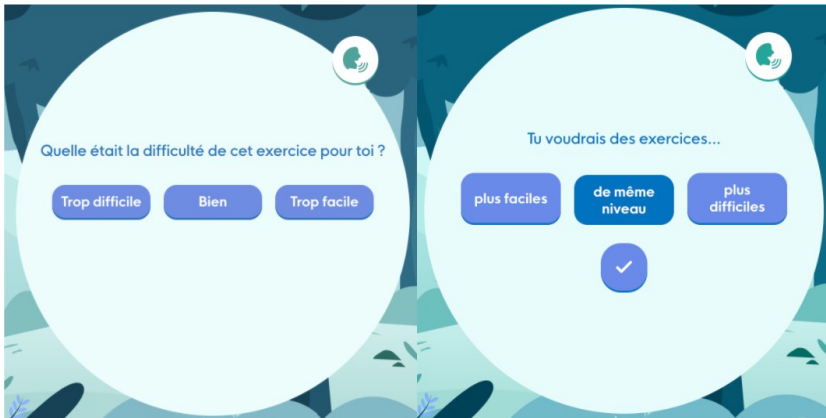 Quelle était la difficulté de cet exercice pour toi ?
Trop difficile
Bien
Trop facile
Tu voudrais des exercices...
plus faciles
de même
niveau
plus
difficiles